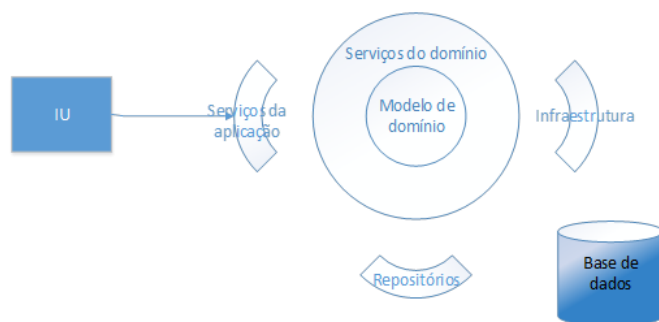 Serviços do domínio
IU
Serviços da
aplicação
Modelo de
domínio
Infraestrutura
Base de
dados
Repositórios